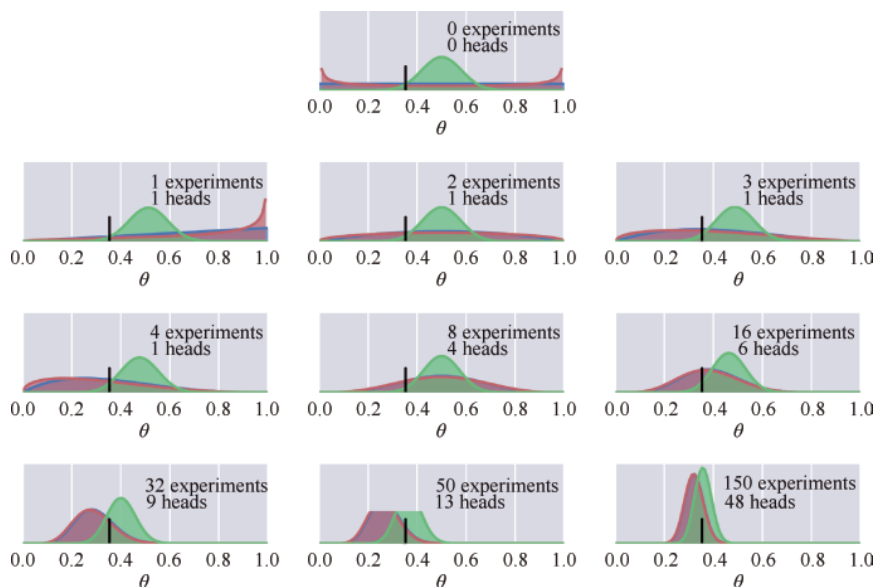 0 experiments
0 heads
0.0 0.2 0.4 0.6 0.8 1.0
θ
1 experiments
1 heads
2 experiments
1 heads
3 experiments
1 heads
0.0 0.2 0.4 0.6 0.8 1.0
0.0 0.2 0.4 0.6 0.8 1.0
0.0 0.2 0.4 0.6 0.8 1.0
θ
θ
θ
4 experiments
1 heads
8 experiments
4 heads
16 experiments
6 heads
0.0 0.2 0.4 0.6 0.8 1.0
0.0 0.2 0.4 0.6 0.8 1.0
0.0 0.2 0.4 0.6 0.8 1.0
θ
θ
θ
32 experiments
9 heads
50 experiments
13 heads
150 experiments
48 heads
0.0 0.2 0.4 0.6 0.8 1.0
0.0 0.2 0.4 0.6 0.8 1.0
0.0 0.2 0.4 0.6 0.8 1.0
θ
θ
θ